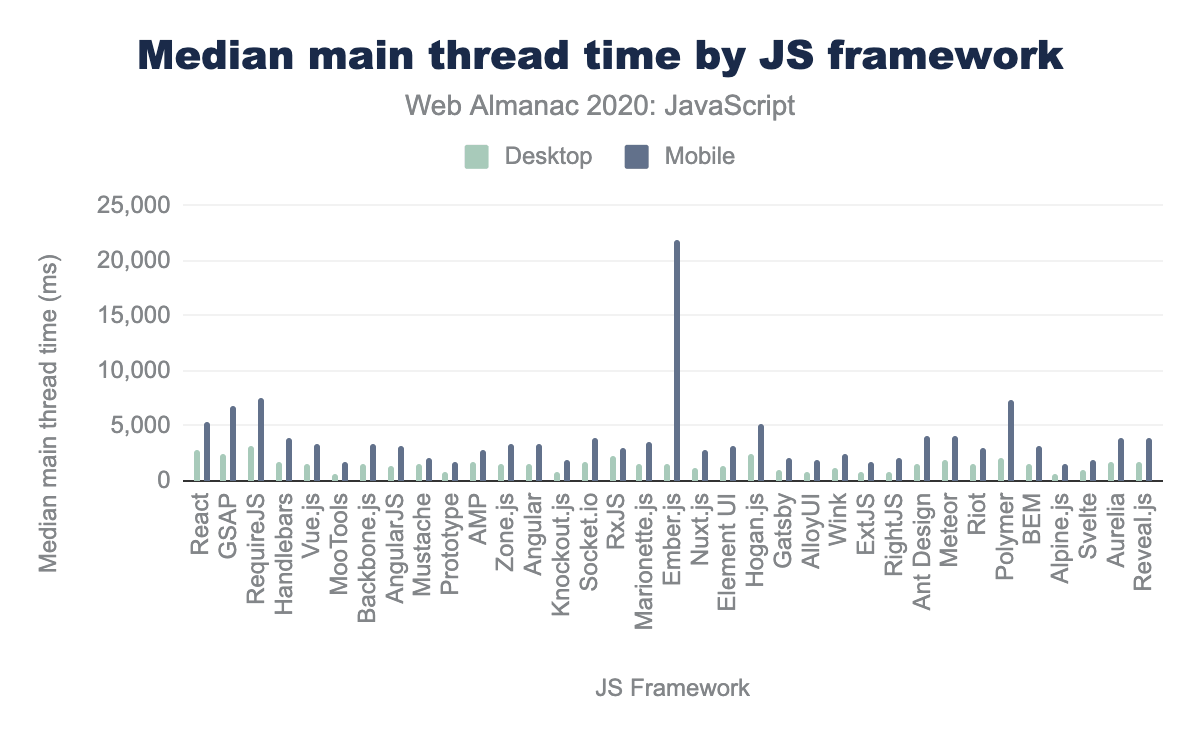 Median main thread time by JS framework
Web Almanac 2020: JavaScript
Desktop
Mobile
Median main thread time (ms)
25,000
20,000
15,000
10,000
5,000
0
React
GSAP
RequireJS
Handlebars
Vue.js
MooTools
Backbone.js
AngularJS
Mustache
Prototype
AMP
Zone.js
Angular
Knockout.js
Socket.io
RxJS
Marionette.js
Ember.js
Nuxt.js
Element UI
Hogan.js
Gatsby
AlloyUI
Wink
ExtJS
RightJS
Ant Design
Meteor
Riot
Polymer
BEM
Alpine.js
Svelte
Aurelia
Reveal.js
JS Framework